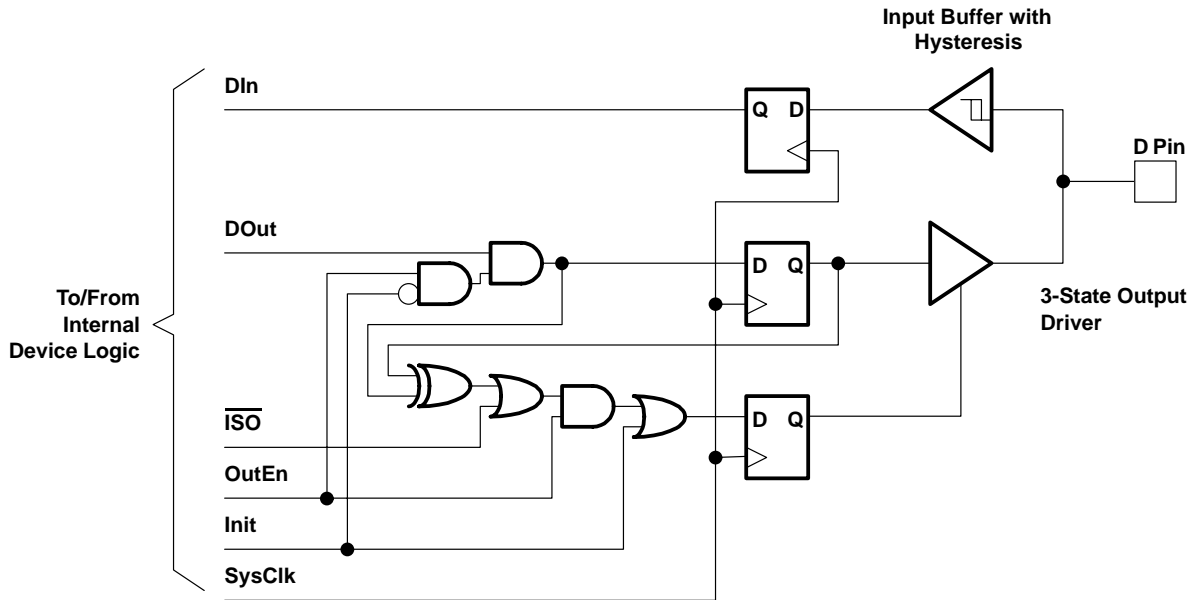 Input Buffer with
Hysteresis
DIn
Q D
D Pin
DOut
D Q
3-State Output
Driver
To/From
Internal
Device Logic
D Q
ISO
OutEn
Init
SysClk